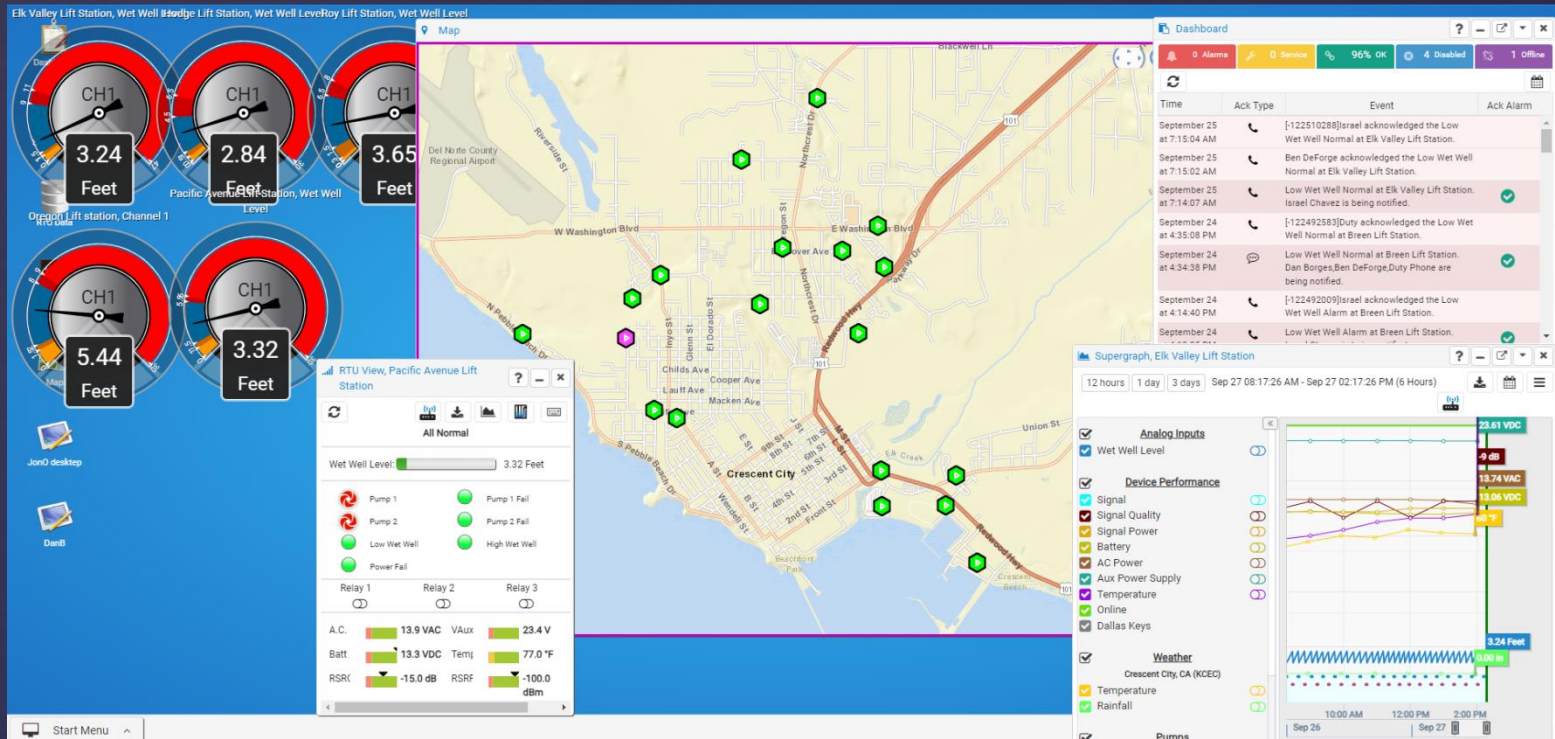 Elk Valley Lift Station, Wet Well
Lift Station, Wet Well Level
Roy Lift Station, Wet Well Level
CH1
3.24
Feet
CH1
2.84
Feet
3.65
Feet
Pacific Avenue Lift Station, Wet Well
Level
Oregon Lift station, Channel 1
CH1
5.44
Feet
CH1
3.32
Feet
JonO desktep
DanB
Start Menu
Map
Blackwell Ln
101
Riverside St
Del Norte County
Regional Airport
Northcrest Dr
W Washington Blvd
Northcrest Dr
N Pebble
Inyo St
Glenn St
El Dorado St
Redwood Hwy
101
Childs Ave
Cooper Ave
Lauff Ave
Macken Ave
Union St
E St
9th St
8th St
7th St
6th St
5th St
4th St
3rd St
2nd St
Front St
M St
L St
A St
Wendell St
S Pebble Beach Dr
Crescent City
Elk Creek
Beachfront
Park
Redwood Hwy
Crescent
Beach
101
RTU View, Pacific Avenue Lift
Station
All Normal
Wet Well Level:
3.32 Feet
Pump 1
Pump 1 Fail
Pump 2
Pump 2 Fail
Low Wet Well
High Wet Well
Power Fail
Relay 1
Relay 2
Relay 3
A.C.
13.9 VAC
VAux
23.4 V
Batt
13.3 VDC
77.0 °F
-15.0 dB
-100.0
dBm
Dashboard
0 Alarms
0 Service
96% OK
4 Disabled
1 Offline
Time
Ack Type
Event
Ack Alarm
September 25
at 7:15:04 AM
[-122510288]Israel acknowledged the Low
Wet Well Normal at Elk Valley Lift Station.
September 25
at 7:15:02 AM
Ben DeForge acknowledged the Low Wet Well
Normal at Elk Valley Lift Station.
September 25
at 7:14:07 AM
Low Wet Well Normal at Elk Valley Lift Station.
Israel Chavez is being notified.
September 24
at 4:35:08 PM
[-122492583]Duty acknowledged the Low Wet
Well Normal at Breen Lift Station.
September 24
at 4:34:38 PM
Low Wet Well Normal at Breen Lift Station.
Dan Borges,Ben DeForge,Duty Phone are
being notified.
September 24
at 4:14:40 PM
[-122492009]Israel acknowledged the Low
Wet Well Alarm at Breen Lift Station.
September 24
Low Wet Well Alarm at Breen Lift Station.
Supergraph, Elk Valley Lift Station
12 hours
1 day
3 days
Sep 27 08:17:26 AM - Sep 27 02:17:26 PM (6 Hours)
Analog Inputs
Wet Well Level
Device Performance
Signal
Signal Quality
Signal Power
Battery
AC Power
Aux Power Supply
Temperature
Online
Dallas Keys
Weather
Crescent City, CA (KCEC)
Temperature
Rainfall
Pumps
23.61 VDC
-9 dB
13.74 VAC
13.06 VDC
3.24 Feet
0.00 in
10:00 AM
12:00 PM
2:00 PM
Sep 26
Sep 27